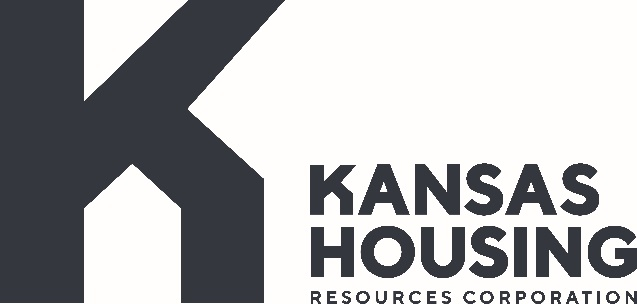 K
KANSAS
HOUSING
RESOURCES CORPORATION